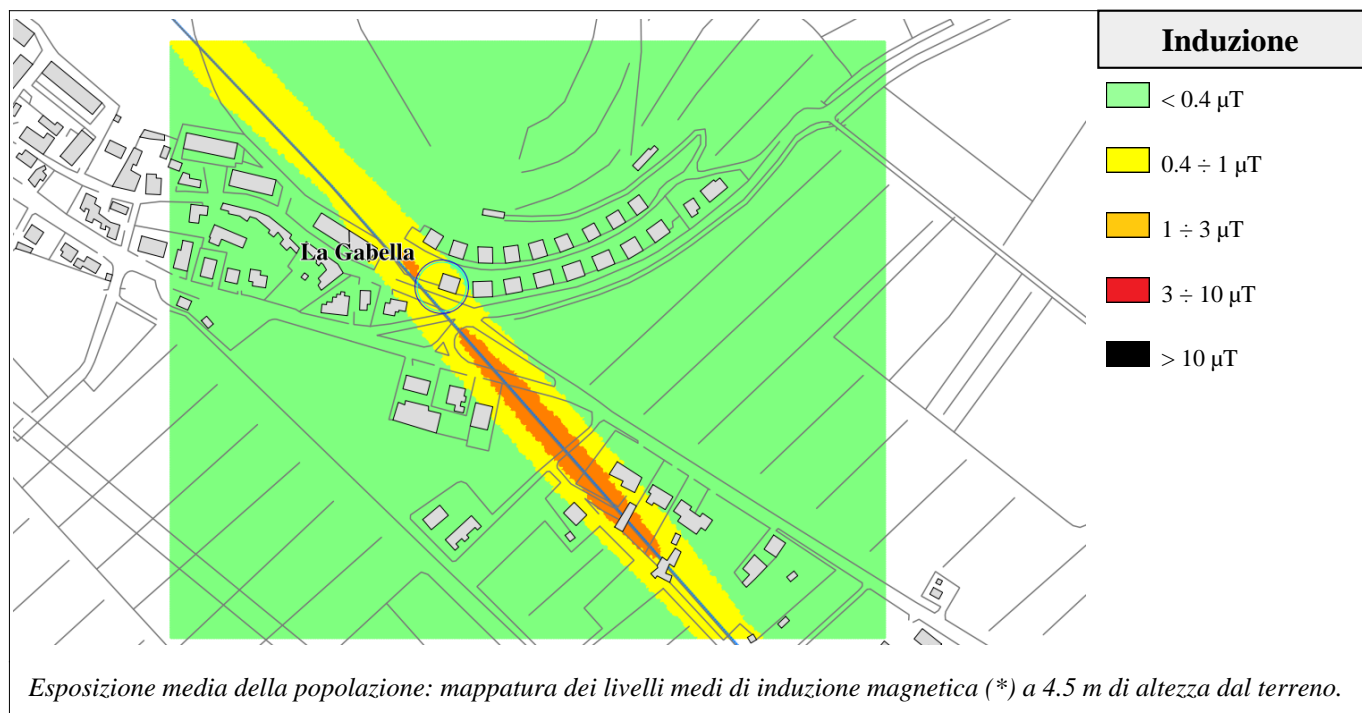 Induzione
< 0.4 µT
0.4 ÷ 1 µT
1 ÷ 3 µT
3 ÷ 10 µT
> 10 µT
La Gabella
Esposizione media della popolazione: mappatura dei livelli medi di induzione magnetica (*) a 4.5 m di altezza dal terreno.